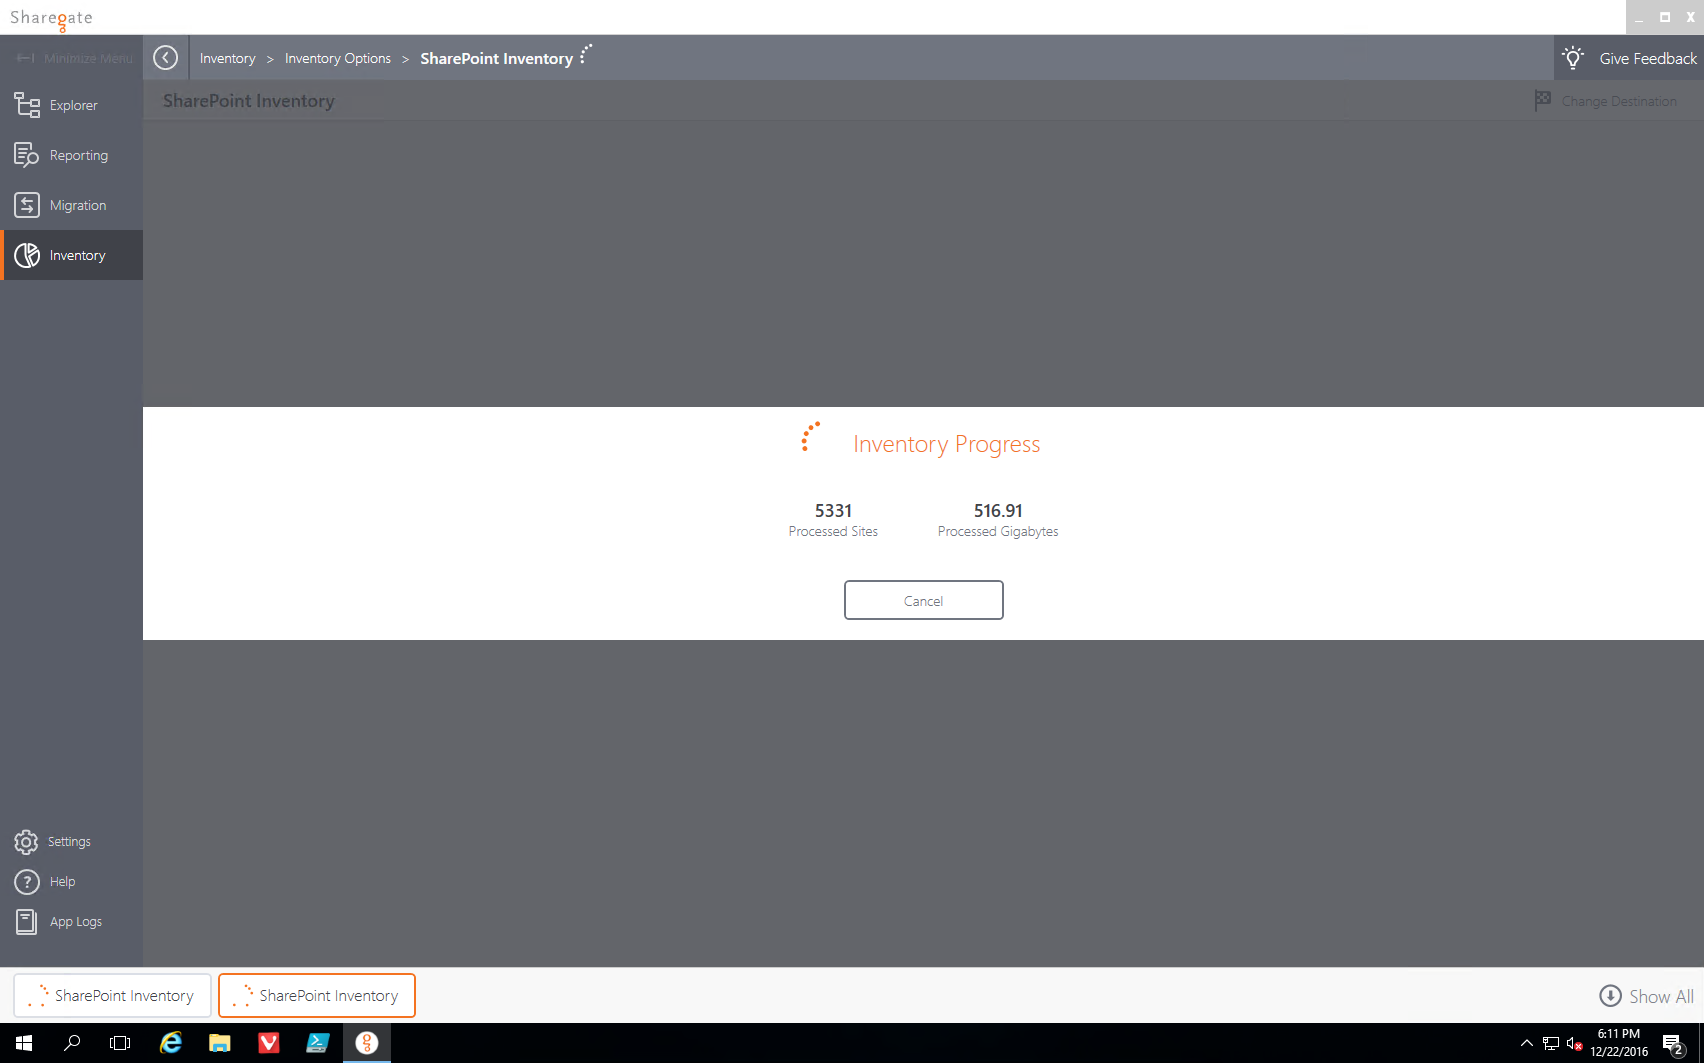 Sharegate
Minimize Menu
Inventory > Inventory Options > SharePoint Inventory
Give Feedback
Explorer
Reporting
Migration
Inventory
SharePoint Inventory
Change Destination
Inventory Progress
5331
Processed Sites
516.91
Processed Gigabytes
Cancel
Settings
Help
App Logs
SharePoint Inventory
SharePoint Inventory
Show All
6:11 PM
12/22/2016
2